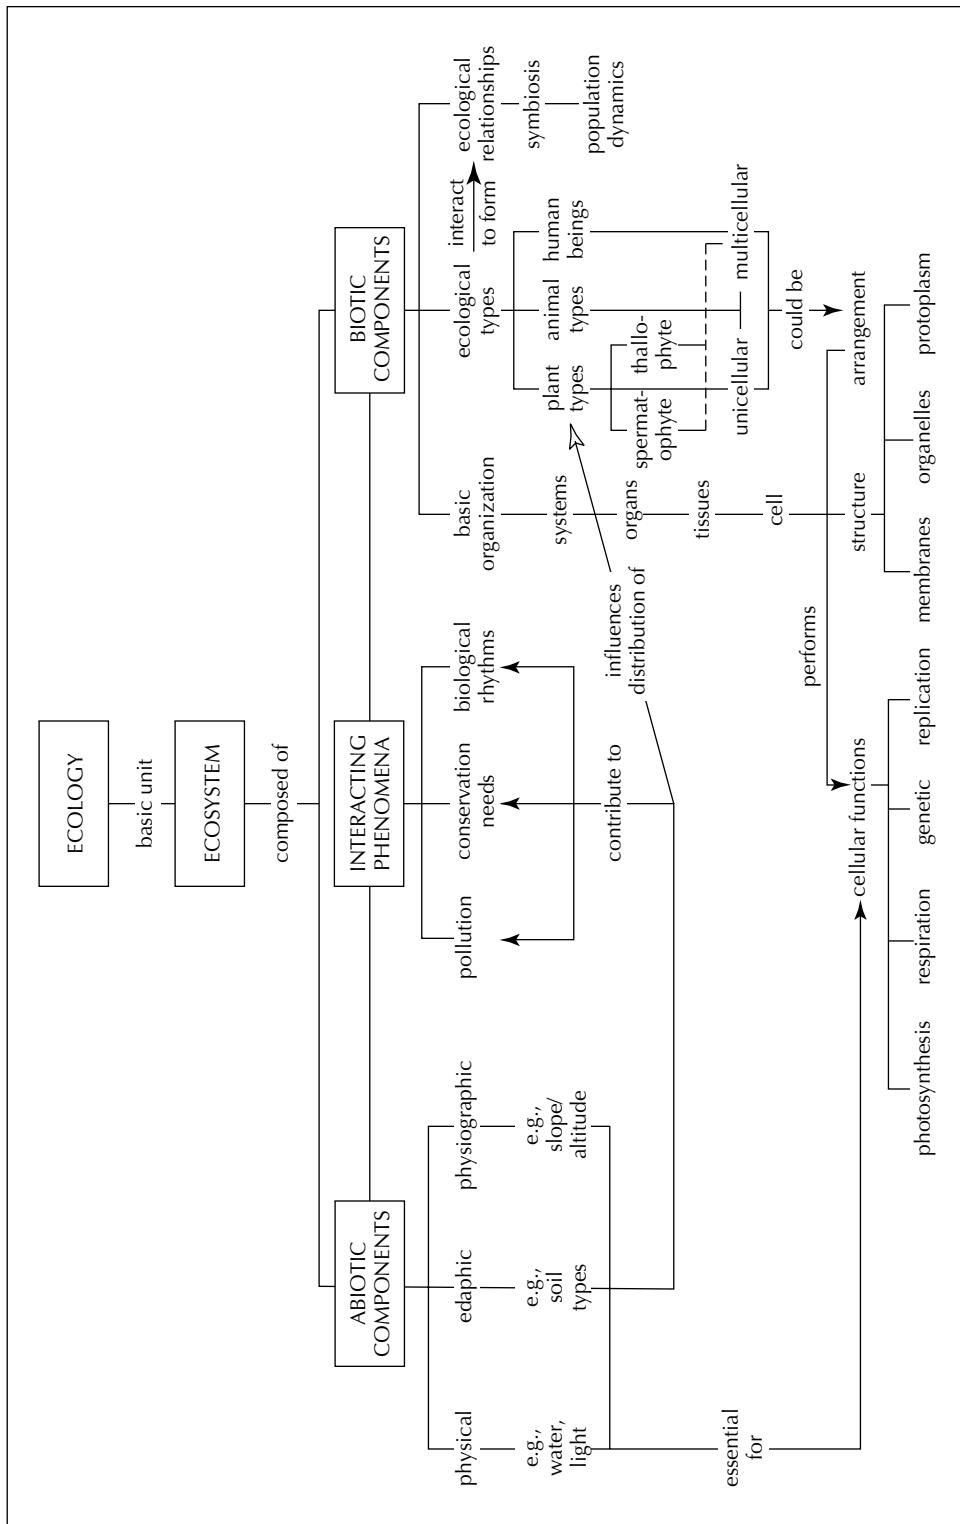 ECOLOGY
basic unit
ECOSYSTEM
composed of
ABIOTIC
COMPONENTS
INTERACTING
PHENOMENA
BIOTIC
COMPONENTS
physical
edaphic
physiographic
e.g.,
water,
light
e.g.,
soil
types
e.g.,
slope/
altitude
essential
for
pollution
conservation
needs
biological
rhythms
contribute to
influences
distribution of
basic
organization
systems
organs
tissues
cell
ecological
types
interact
to form
ecological
relationships
symbiosis
population
dynamics
plant
types
animal
types
human
beings
spermat-
ophyte
thallo-
phyte
unicellular
multicellular
could be
performs
structure
arrangement
cellular functions
photosynthesis
respiration
genetic
replication
membranes
organelles
protoplasm